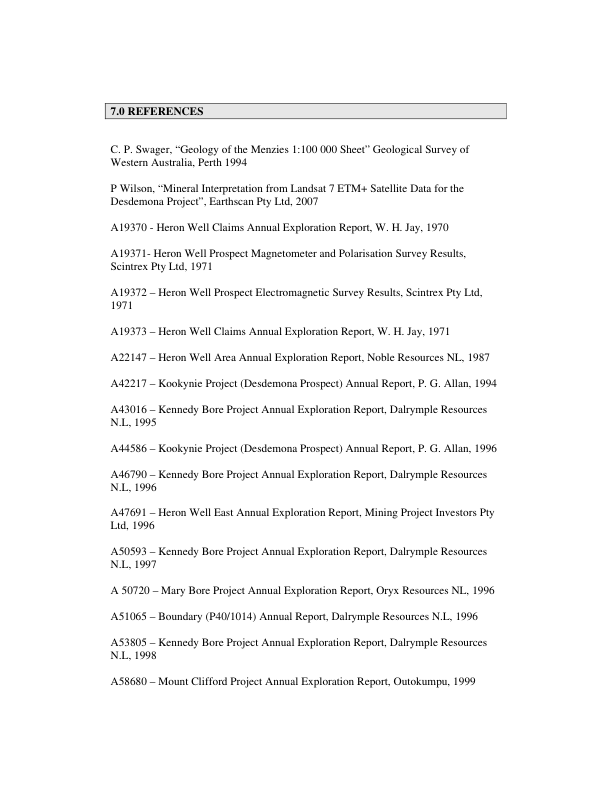 7.0 REFERENCES
C. P. Swager, “Geology of the Menzies 1:100 000 Sheet” Geological Survey of
Western Australia, Perth 1994
P Wilson, “Mineral Interpretation from Landsat 7 ETM+ Satellite Data for the
Desdemona Project”, Earthscan Pty Ltd, 2007
A19370 - Heron Well Claims Annual Exploration Report, W. H. Jay, 1970
A19371- Heron Well Prospect Magnetometer and Polarisation Survey Results,
Scintrex Pty Ltd, 1971
A19372 – Heron Well Prospect Electromagnetic Survey Results, Scintrex Pty Ltd,
1971
A19373 – Heron Well Claims Annual Exploration Report, W. H. Jay, 1971
A22147 – Heron Well Area Annual Exploration Report, Noble Resources NL, 1987
A42217 – Kookynie Project (Desdemona Prospect) Annual Report, P. G. Allan, 1994
A43016 – Kennedy Bore Project Annual Exploration Report, Dalrymple Resources
N.L, 1995
A44586 – Kookynie Project (Desdemona Prospect) Annual Report, P. G. Allan, 1996
A46790 – Kennedy Bore Project Annual Exploration Report, Dalrymple Resources
N.L, 1996
A47691 – Heron Well East Annual Exploration Report, Mining Project Investors Pty
Ltd, 1996
A50593 – Kennedy Bore Project Annual Exploration Report, Dalrymple Resources
N.L, 1997
A 50720 – Mary Bore Project Annual Exploration Report, Oryx Resources NL, 1996
A51065 – Boundary (P40/1014) Annual Report, Dalrymple Resources N.L, 1996
A53805 – Kennedy Bore Project Annual Exploration Report, Dalrymple Resources
N.L, 1998
A58680 – Mount Clifford Project Annual Exploration Report, Outokumpu, 1999